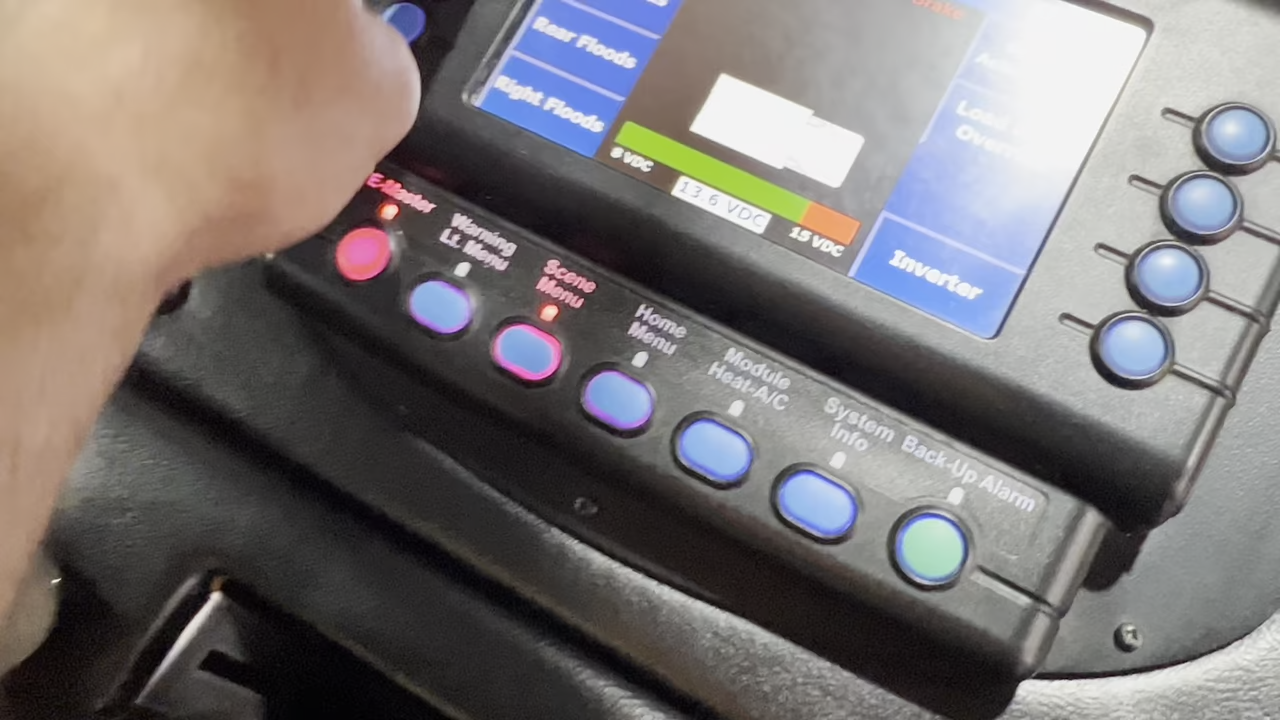 Brake
Rear Floods
Right Floods
8 VDC
13.6 VDC
15 VDC
Inverter
E-Master
Warning
Lt. Menu
Scene
Menu
Home
Menu
Module
Heat-A/C
System
Info
Back-Up Alarm